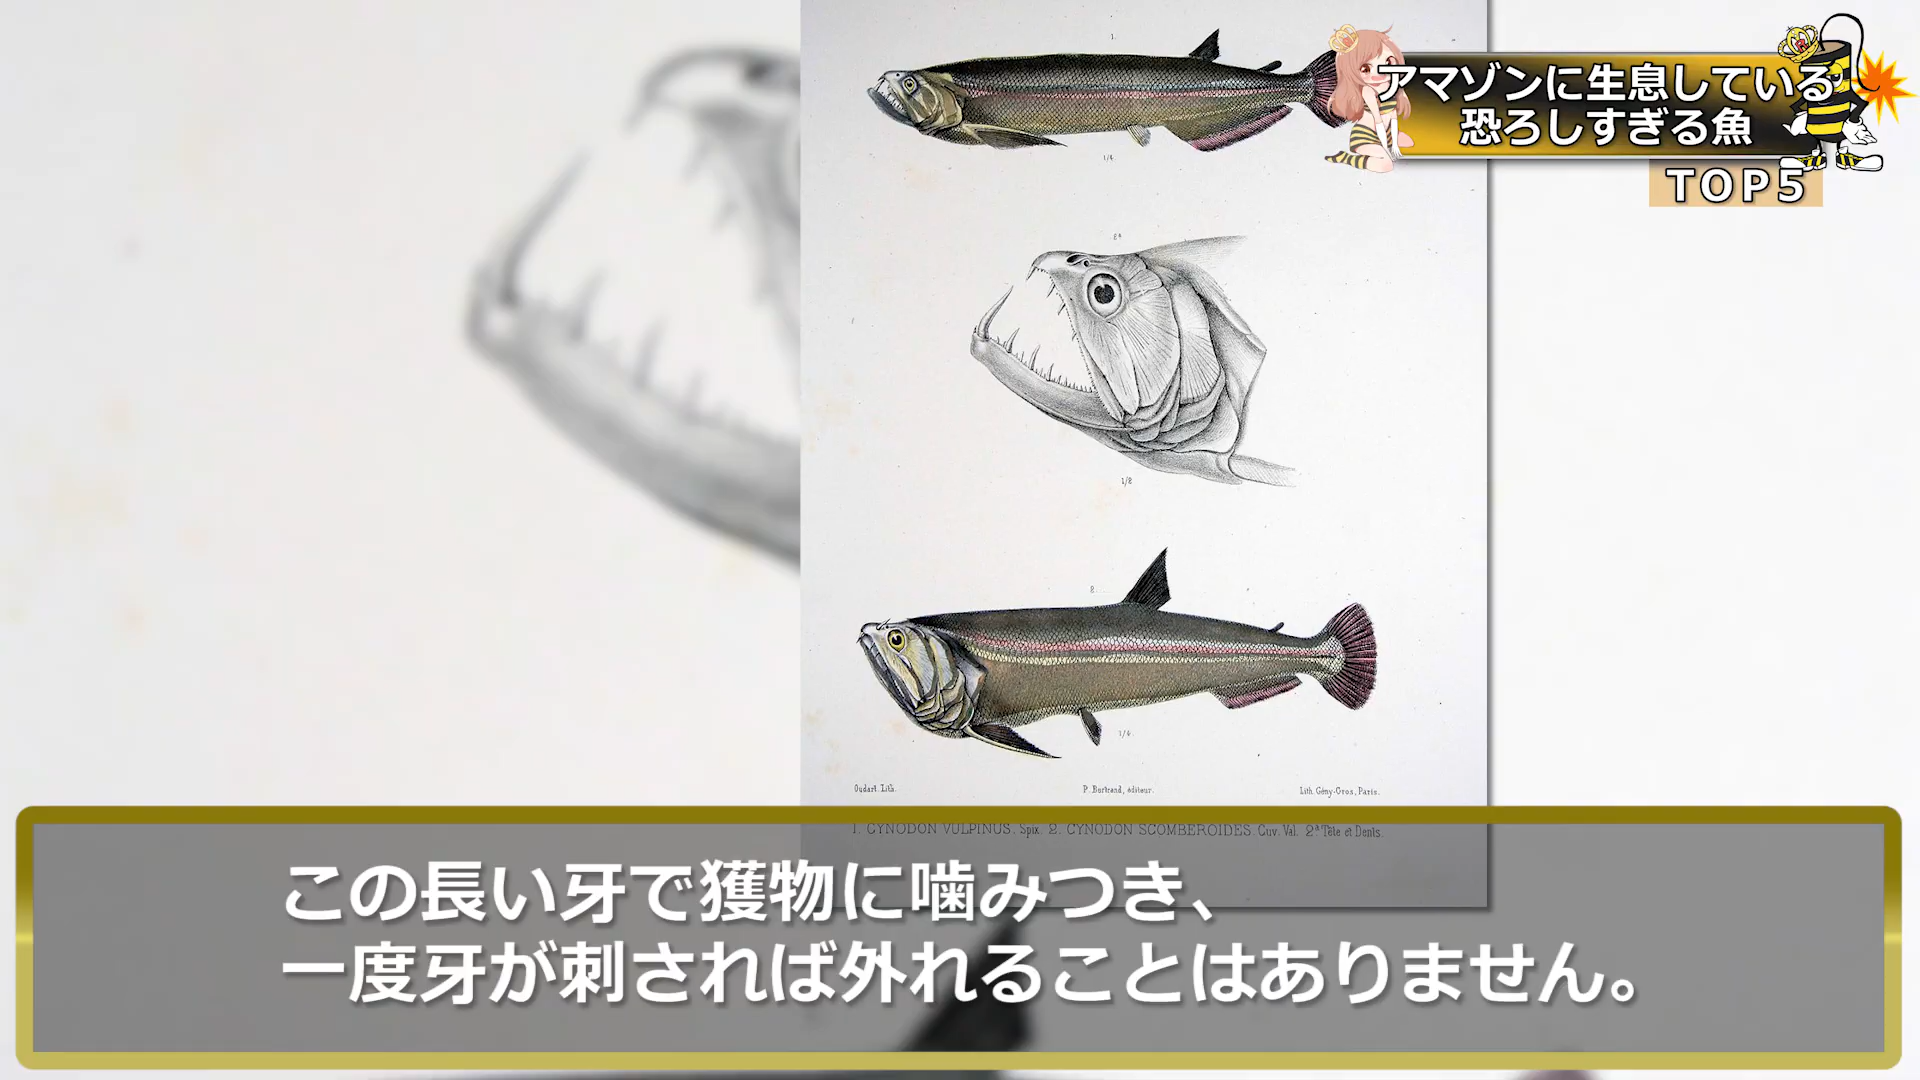 アマゾンに生息している
恐ろしすぎる魚
TOP5
1.
1/4.
2ª
1/2
2.
1/4.
Oudart. Lith.
P. Bertrand, éditeur.
Lith. Gény-Gros, Paris.
1. CYNODON VULPINUS. Spix. 2. CYNODON SCOMBEROIDES. Cuv. Val. 2ª Tête et Dents.
この長い牙で獲物に噛みつき、
一度牙が刺されば外れることはありません。